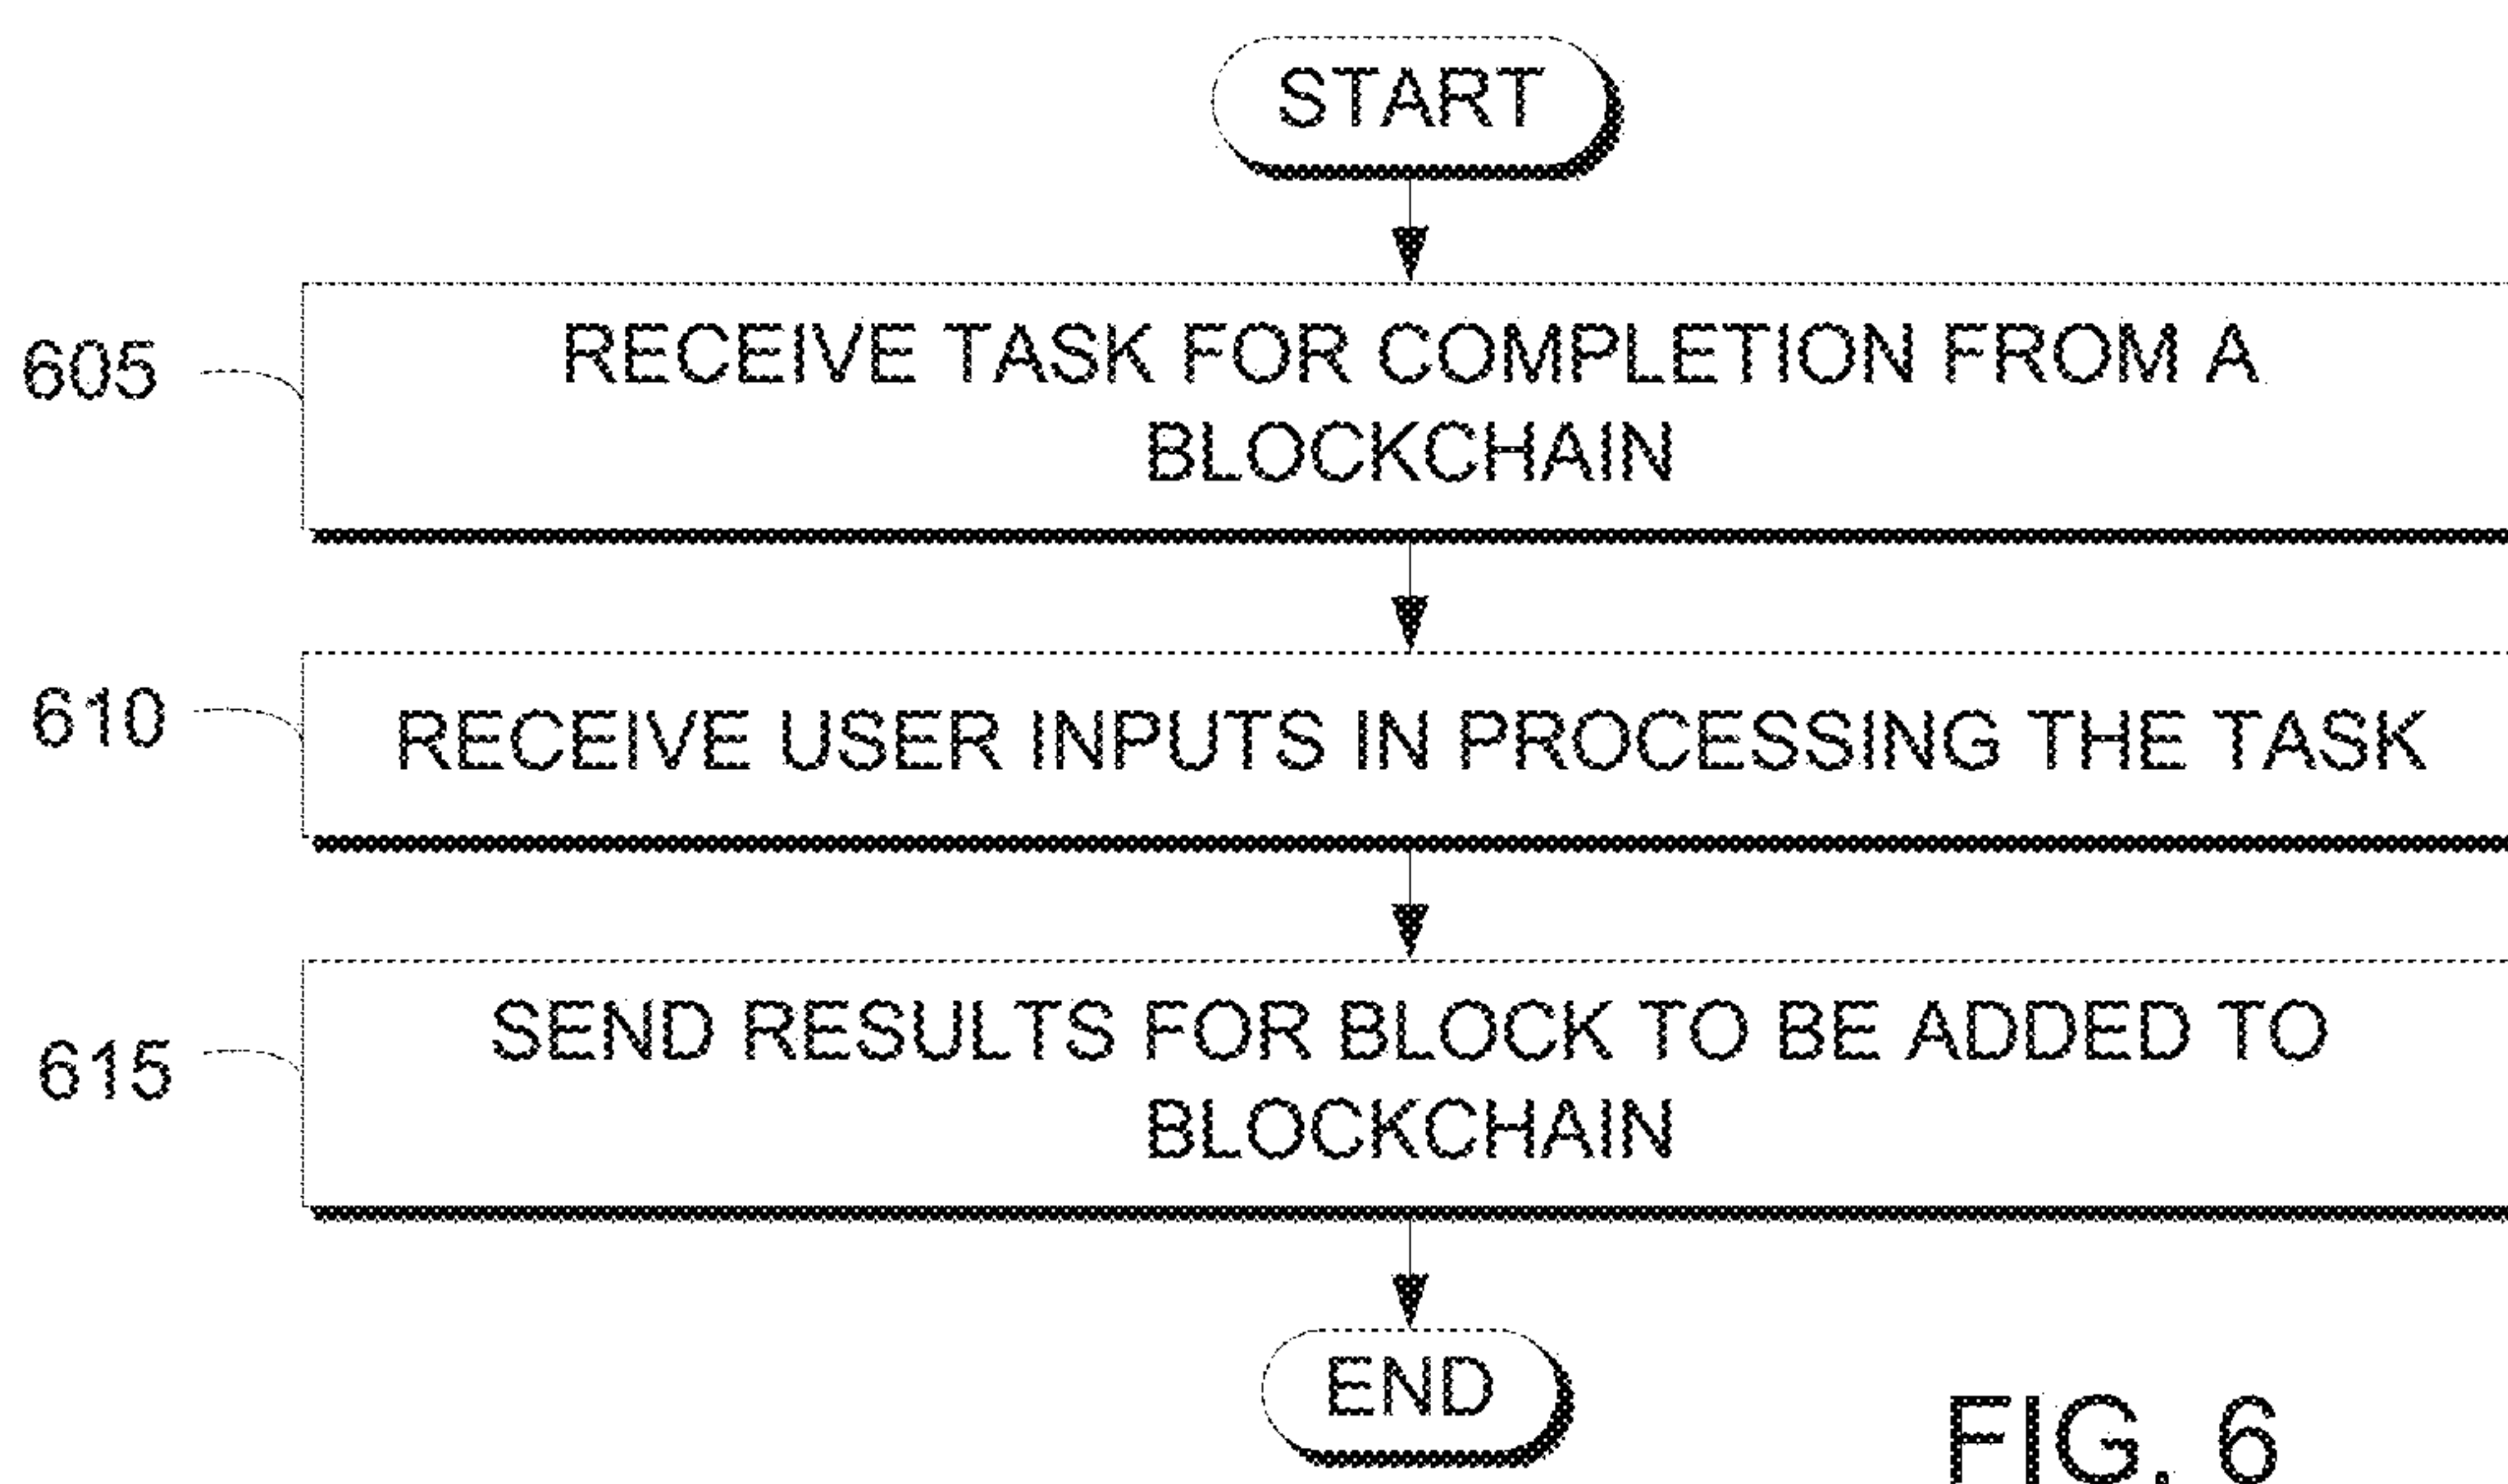 START
605
RECEIVE TASK FOR COMPLETION FROM A
BLOCKCHAIN
610
RECEIVE USER INPUTS IN PROCESSING THE TASK
615
SEND RESULTS FOR BLOCK TO BE ADDED TO
BLOCKCHAIN
END
FIG. 6